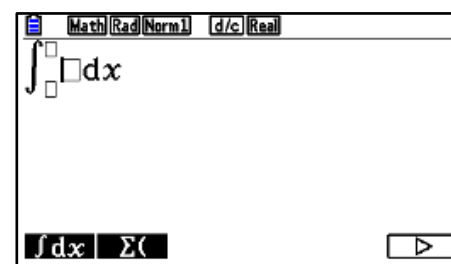 Math Rad Norm1 d/c Real
∫□□ □dx
∫dx Σ( ▷